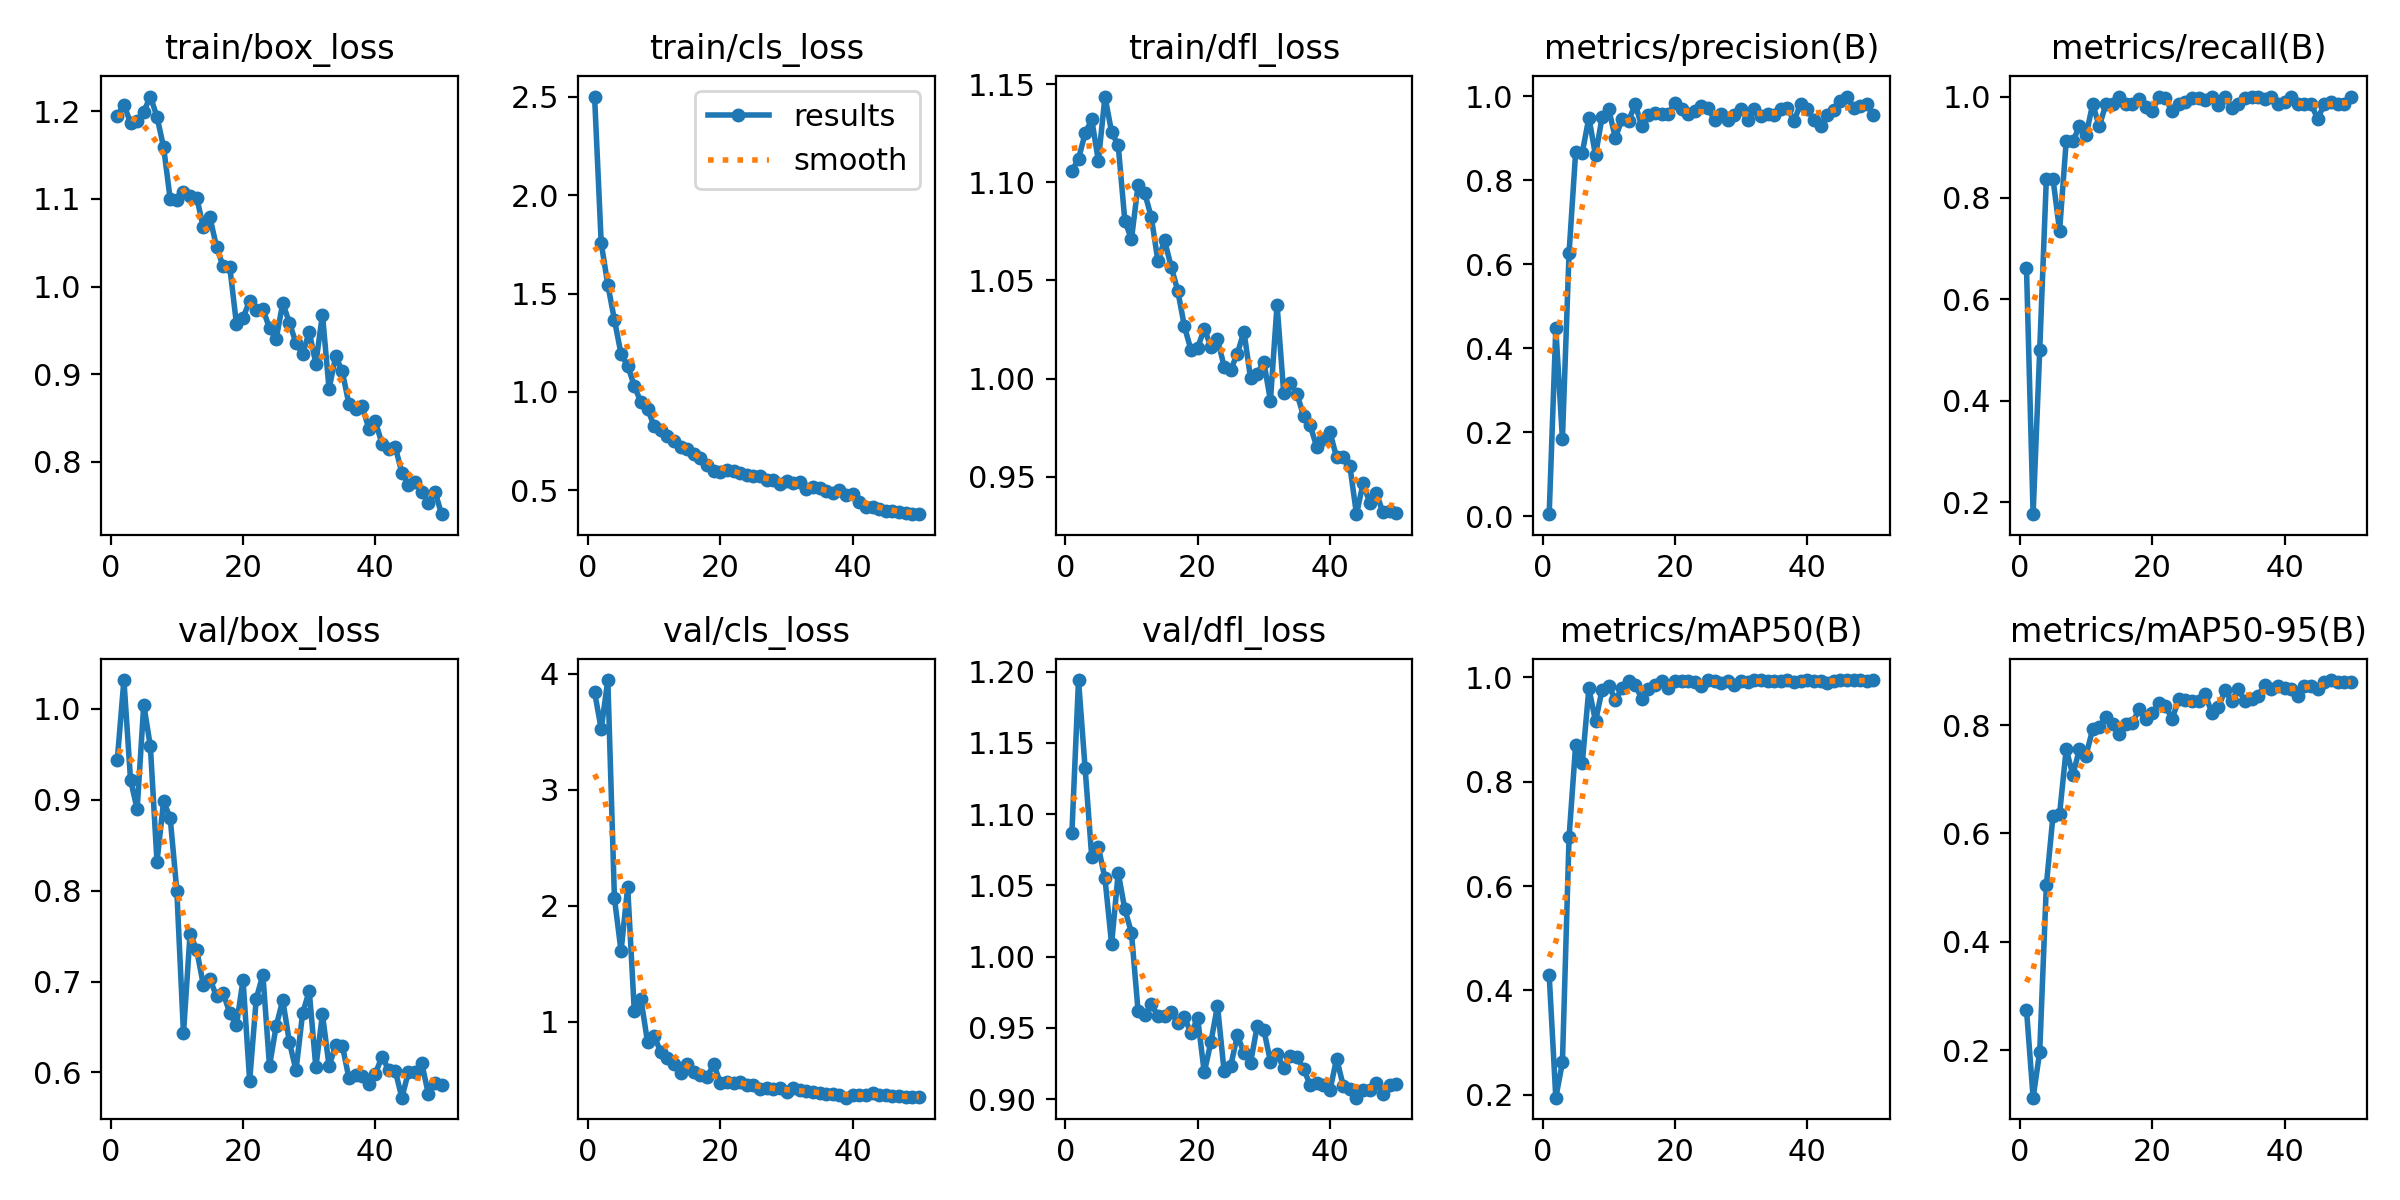 train/box_loss
1.2
1.1
1.0
0.9
0.8
0 20 40
train/cls_loss
results
smooth
2.5
2.0
1.5
1.0
0.5
0 20 40
train/dfl_loss
1.15
1.10
1.05
1.00
0.95
0 20 40
metrics/precision(B)
1.0
0.8
0.6
0.4
0.2
0.0
0 20 40
metrics/recall(B)
1.0
0.8
0.6
0.4
0.2
0 20 40
val/box_loss
1.0
0.9
0.8
0.7
0.6
0 20 40
val/cls_loss
4
3
2
1
0 20 40
val/dfl_loss
1.20
1.15
1.10
1.05
1.00
0.95
0.90
0 20 40
metrics/mAP50(B)
1.0
0.8
0.6
0.4
0.2
0 20 40
metrics/mAP50-95(B)
0.8
0.6
0.4
0.2
0 20 40